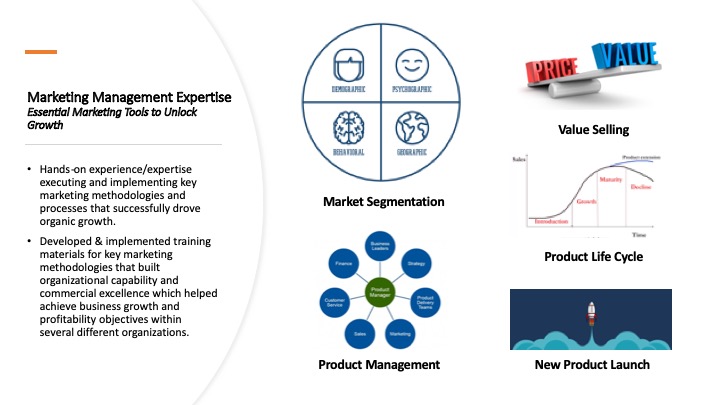 Marketing Management Expertise
Essential Marketing Tools to Unlock
Growth
• Hands-on experience/expertise
executing and implementing key
marketing methodologies and
processes that successfully drove
organic growth.
• Developed & implemented training
materials for key marketing
methodologies that built
organizational capability and
commercial excellence which helped
achieve business growth and
profitability objectives within
several different organizations.
DEMOGRAPHIC
PSYCHOGRAPHIC
BEHAVIORAL
GEOGRAPHIC
Market Segmentation
Business
Leaders
Finance
Strategy
Product
Manager
Customer
Service
Product
Delivery
Teams
Sales
Marketing
Product Management
PRICE
VALUE
Value Selling
Sales
Product extension
Maturity
Decline
Growth
Introduction
Time
Product Life Cycle
New Product Launch